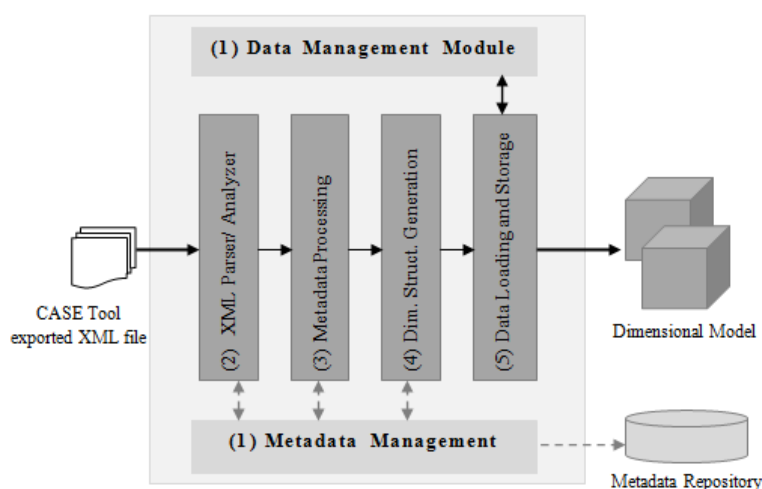 (1) Data Management Module
(2) XML Parser/ Analyzer
(3) Metadata Processing
(4) Dim. Struct. Generation
(5) Data Loading and Storage
CASE Tool
exported XML file
Dimensional Model
(1) Metadata Management
Metadata Repository